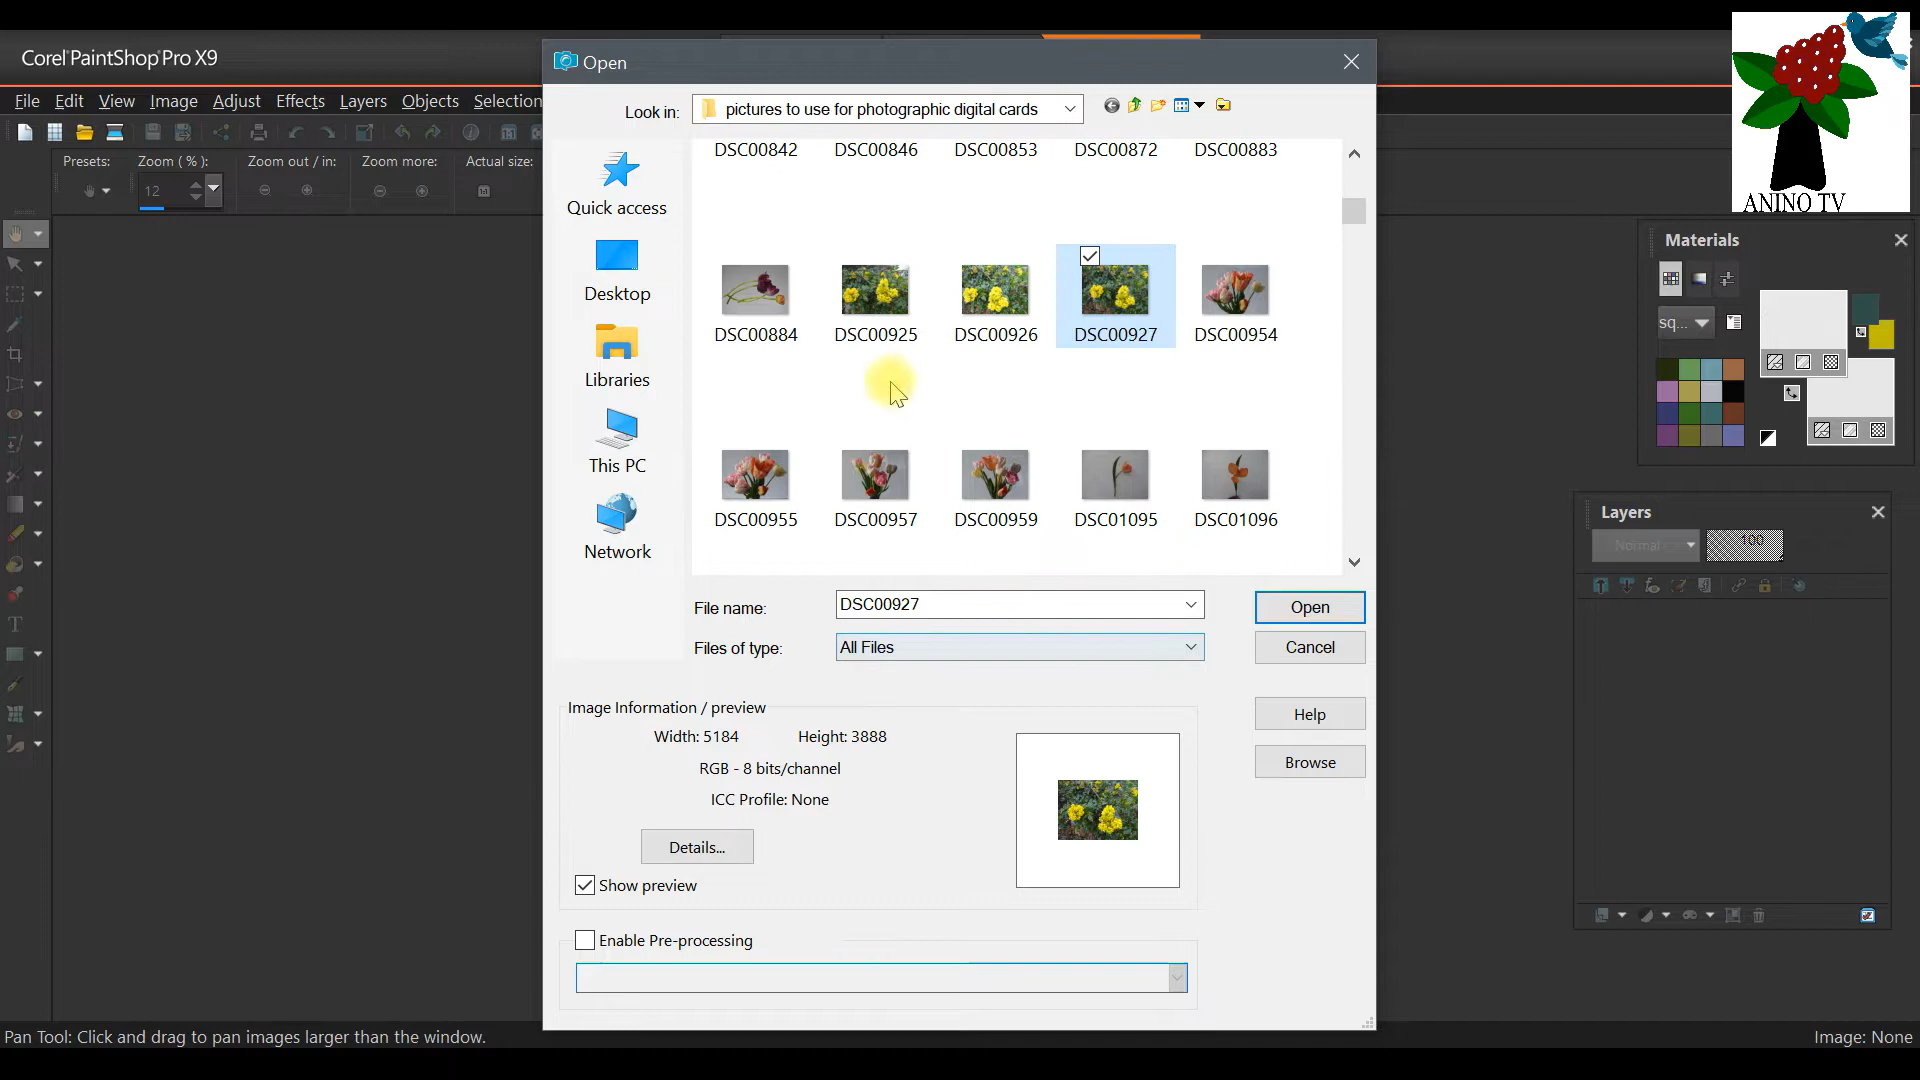 Corel PaintShop Pro X9
File Edit View Image Adjust Effects Layers Objects Selection
Presets: Zoom ( % ): Zoom out / in: Zoom more: Actual size:
12
Open
Look in: pictures to use for photographic digital cards
Quick access
Desktop
Libraries
This PC
Network
DSC00842 DSC00846 DSC00853 DSC00872 DSC00883
DSC00884 DSC00925 DSC00926 DSC00927 DSC00954
DSC00955 DSC00957 DSC00959 DSC01095 DSC01096
File name: DSC00927 Open
Files of type: All Files Cancel
Image Information / preview
Width: 5184 Height: 3888
RGB - 8 bits/channel
ICC Profile: None
Details...
Show preview
Help
Browse
Enable Pre-processing
ANINO TV
Materials
sq...
Layers
Normal 100
Pan Tool: Click and drag to pan images larger than the window.
Image: None